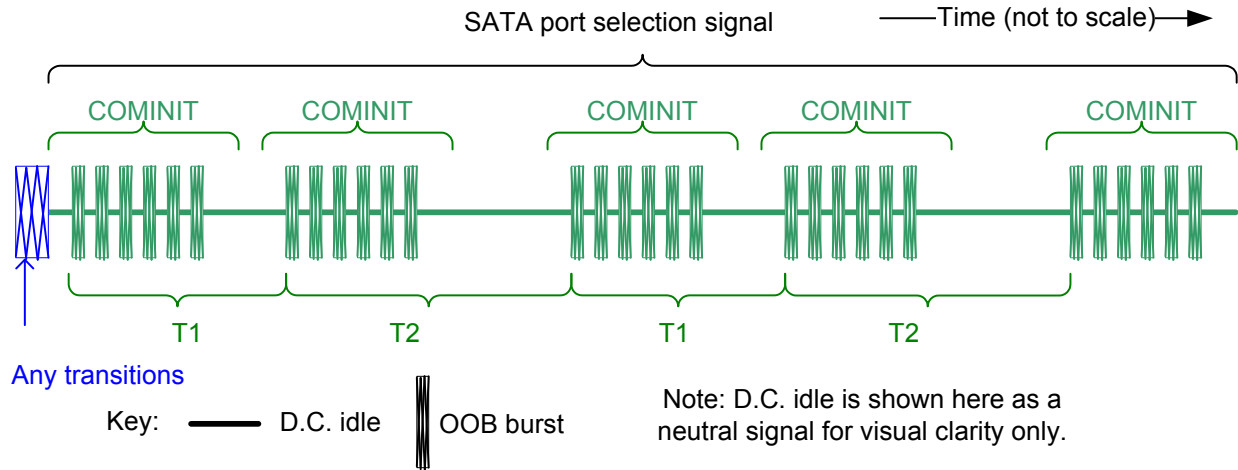 SATA port selection signal
Time (not to scale)
COMINIT COMINIT COMINIT COMINIT COMINIT
T1 T2 T1 T2
Any transitions
Key: D.C. idle OOB burst
Note: D.C. idle is shown here as a
neutral signal for visual clarity only.